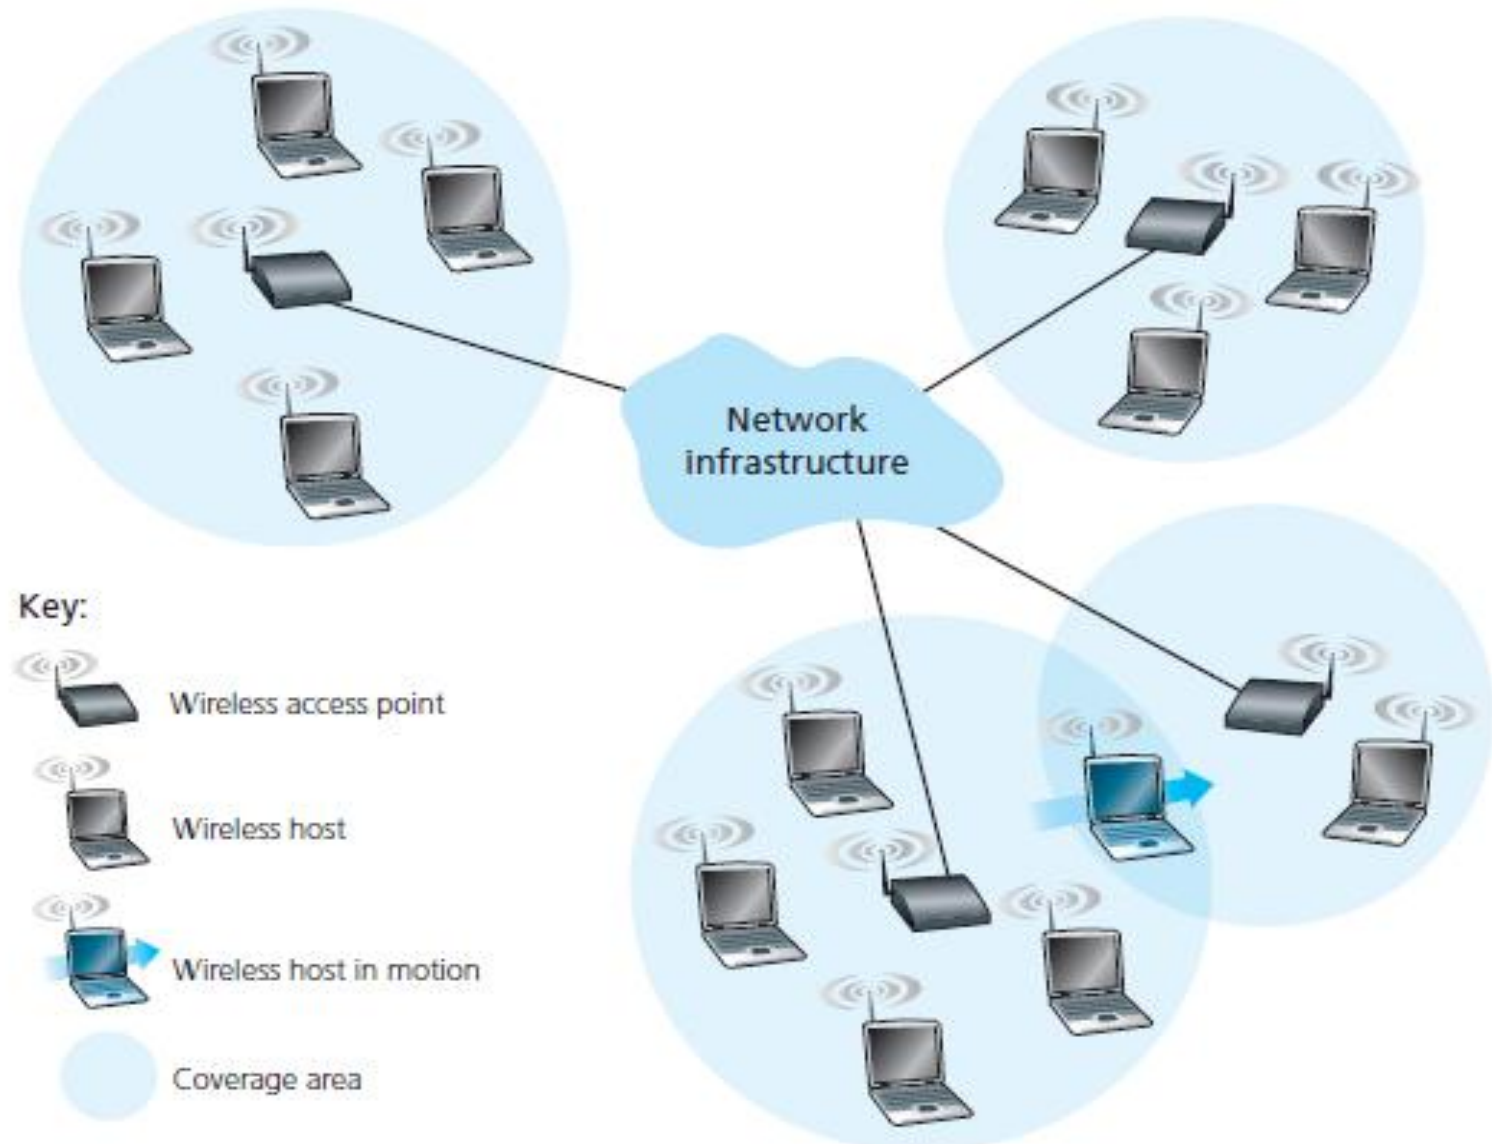 Network
infrastructure
Key:
Wireless access point
Wireless host
Wireless host in motion
Coverage area